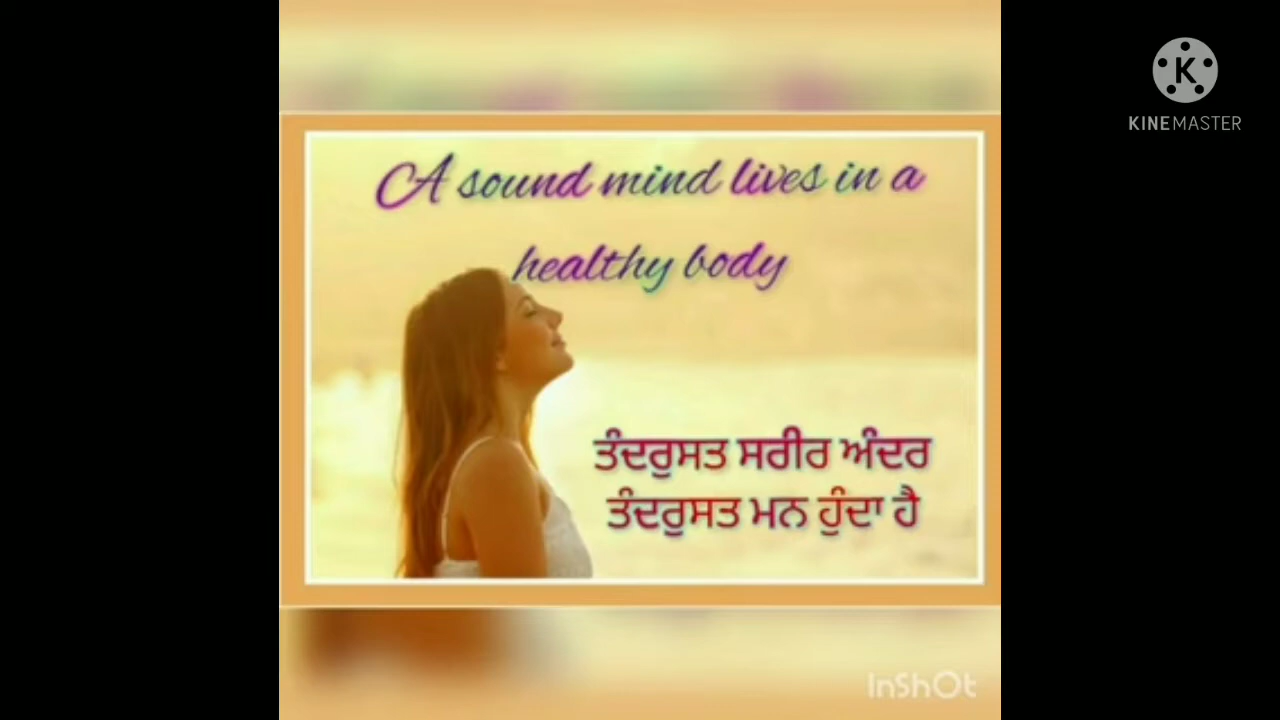 KINEMASTER
A sound mind lives in a
healthy body
ਤੰਦਰੁਸਤ ਸਰੀਰ ਅੰਦਰ
ਤੰਦਰੁਸਤ ਮਨ ਹੁੰਦਾ ਹੈ
InShOt